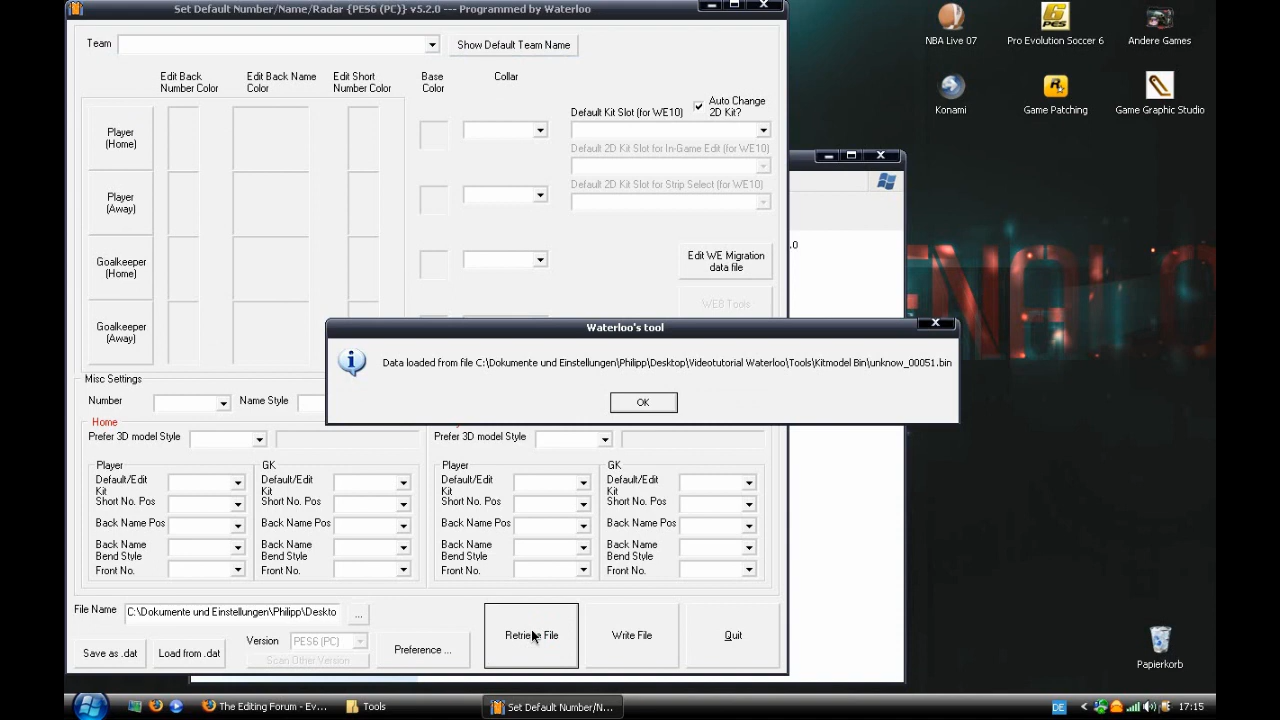 Set Default Number/Name/Radar {PES6 (PC)} v5.2.0 --- Programmed by Waterloo
Team
Show Default Team Name
Edit Back Number Color
Edit Back Name Color
Edit Short Number Color
Base Color
Collar
Player (Home)
Player (Away)
Goalkeeper (Home)
Goalkeeper (Away)
Default Kit Slot (for WE10)
Auto Change 2D Kit?
Default 2D Kit Slot for In-Game Edit (for WE10)
Default 2D Kit Slot for Strip Select (for WE10)
Edit WE Migration data file
WE8 Tools
Waterloo's tool
Data loaded from file C:\Dokumente und Einstellungen\Philipp\Desktop\Videotutorial Waterloo\Tools\Kitmodel Bin\unknow_00051.bin
OK
Misc Settings
Number
Name Style
Home
Prefer 3D model Style
Prefer 3D model Style
Player
Default/Edit Kit
Short No. Pos
Back Name Pos
Back Name Bend Style
Front No.
GK
Default/Edit Kit
Short No. Pos
Back Name Pos
Back Name Bend Style
Front No.
Player
Default/Edit Kit
Short No. Pos
Back Name Pos
Back Name Bend Style
Front No.
GK
Default/Edit Kit
Short No. Pos
Back Name Pos
Back Name Bend Style
Front No.
File Name
C:\Dokumente und Einstellungen\Philipp\Deskto
...
Save as .dat
Load from .dat
Version
PES6 (PC)
Scan Other Version
Preference ...
Retrieve File
Write File
Quit
.0
NBA Live 07
6 PES
Pro Evolution Soccer 6
Andere Games
Konami
Game Patching
Game Graphic Studio
Papierkorb
The Editing Forum - Ev...
Tools
Set Default Number/N...
DE
17:15